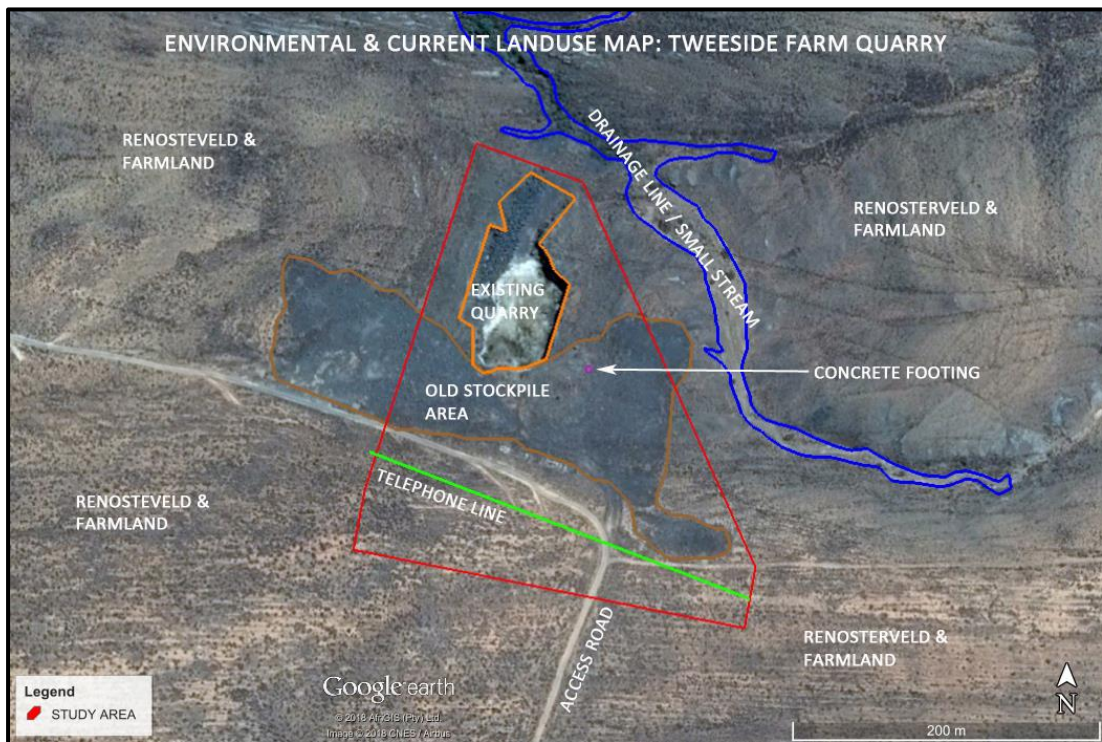 ENVIRONMENTAL & CURRENT LANDUSE MAP: TWEESIDE FARM QUARRY
RENOSTEVELD &
FARMLAND
DRAINAGE LINE / SMALL STREAM
RENOSTERVELD &
FARMLAND
EXISTING
QUARRY
CONCRETE FOOTING
OLD STOCKPILE
AREA
TELEPHONE LINE
RENOSTEVELD &
FARMLAND
ACCESS ROAD
RENOSTERVELD &
FARMLAND
Legend
STUDY AREA
Google earth
© 2018 AfriGIS (Pty) Ltd.
Image © 2018 CNES / Airbus
N
200 m